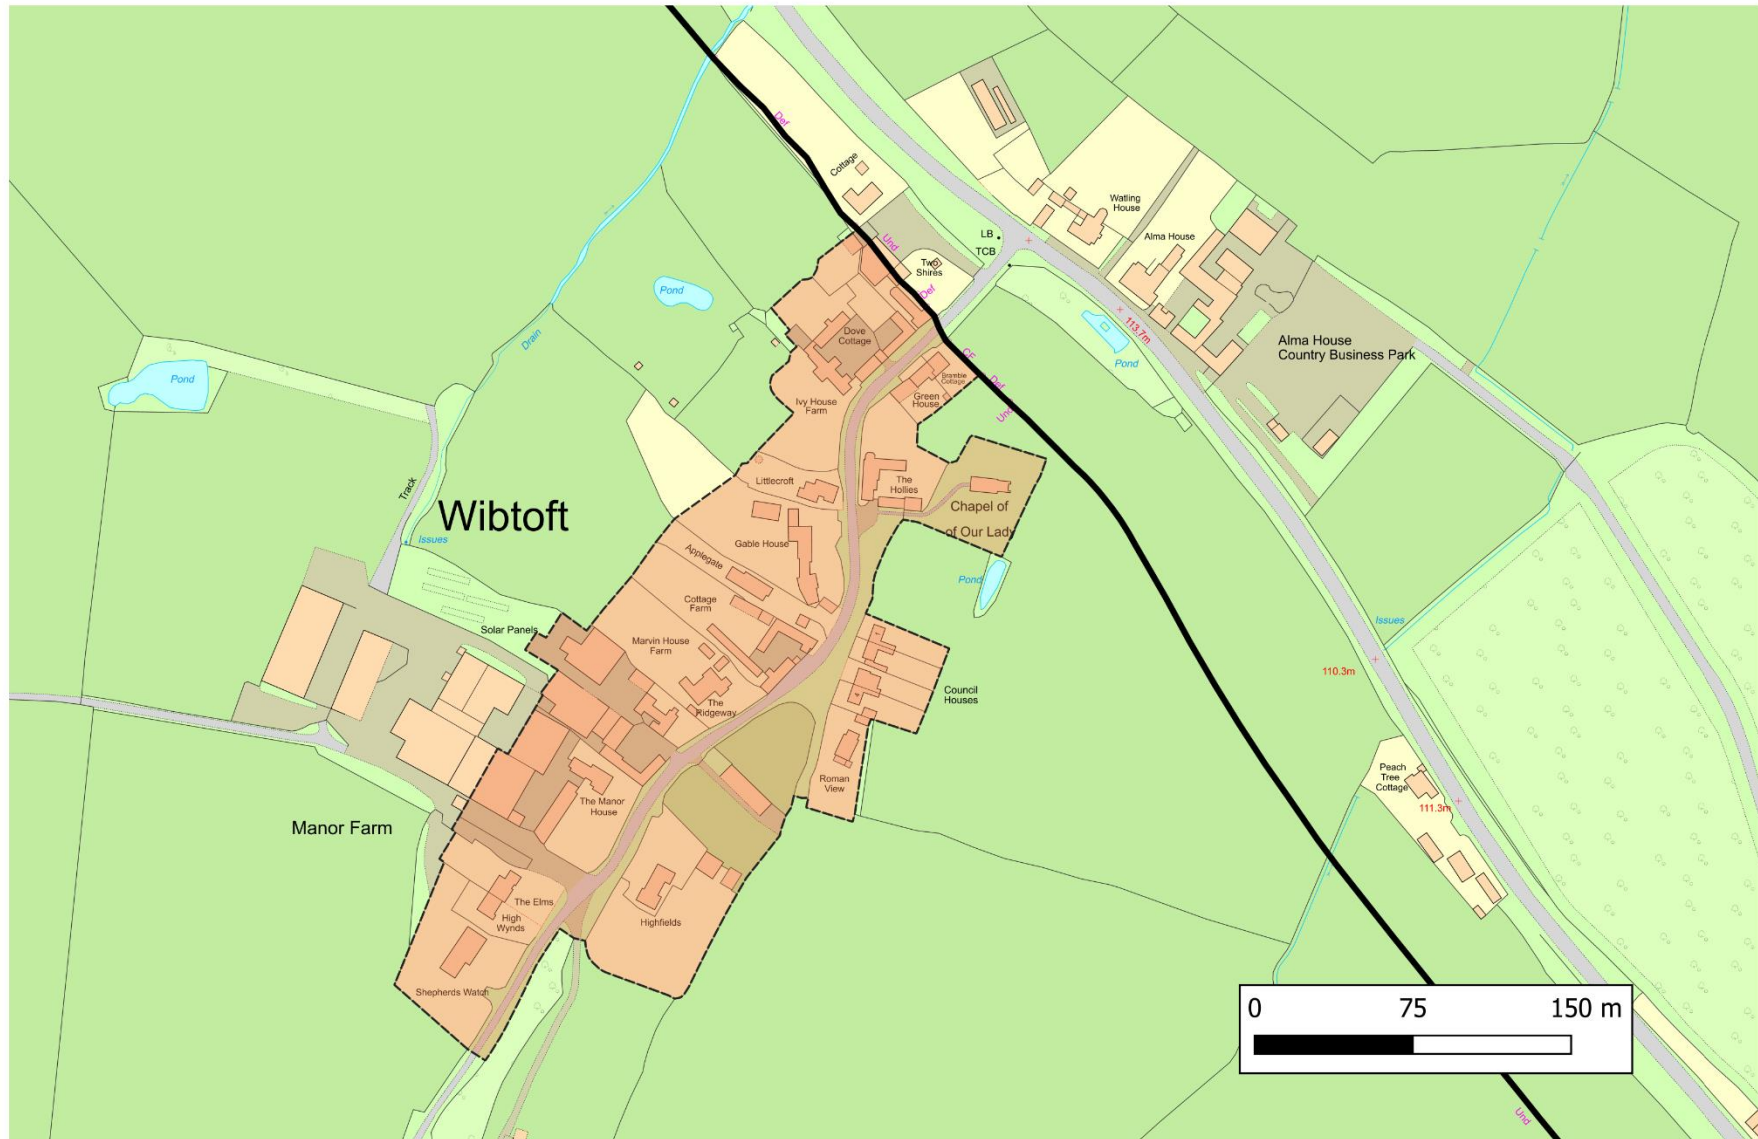 Def
Cottage
Und
LB
TCB
Two
Shires
Def
Watling
House
Alma House
113.7m
Pond
Alma House
Country Business Park
Pond
Dove
Cottage
CF
Def
Und
Bramble
Cottage
Green
House
Ivy House
Farm
Drain
Pond
Track
Wibtoft
Issues
Littlecroft
The
Hollies
Chapel of
of Our Lady
Gable House
Applegate
Pond
Cottage
Farm
Solar Panels
Marvin House
Farm
The
Ridgeway
Council
Houses
Issues
110.3m
Roman
View
Peach
Tree
Cottage
111.3m
The Manor
House
Manor Farm
The Elms
High
Wynds
Highfields
Shepherds Watch
0 75 150 m
Und